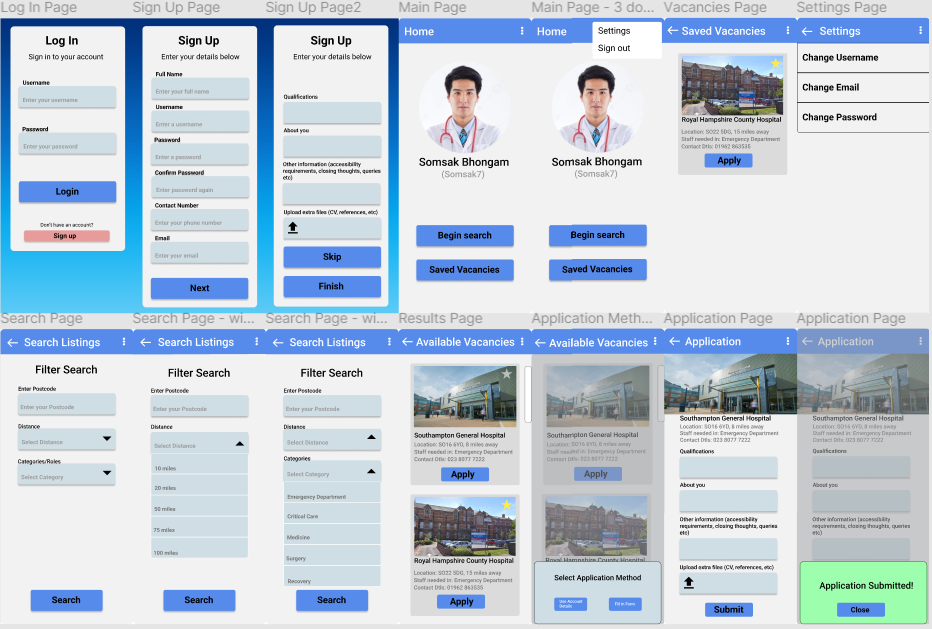 Log In Page
Log In
Sign in to your account
Username
Enter your username
Password
Enter your password
Login
Don't have an account?
Sign up
Sign Up Page
Sign Up
Enter your details below
Full Name
Enter your full name
Username
Enter a username
Password
Enter a password
Confirm Password
Enter password again
Contact Number
Enter your phone number
Email
Enter your email
Next
Sign Up Page2
Sign Up
Enter your details below
Qualifications
About you
Other information (accessibility
requirements, closing thoughts, queries
etc)
Upload extra files (CV, references, etc)
Skip
Finish
Main Page
Home
Somsak Bhongam
(Somsak7)
Begin search
Saved Vacancies
Main Page - 3 do...
Home
Settings
Sign out
Somsak Bhongam
(Somsak7)
Begin search
Saved Vacancies
Vacancies Page
Saved Vacancies
Royal Hampshire County Hospital
Location: SO22 5DG, 15 miles away
Staff needed in: Emergency Department
Contact Dtls: 01962 863535
Apply
Settings Page
Settings
Change Username
Change Email
Change Password
Search Page
Search Listings
Filter Search
Enter Postcode
Enter your Postcode
Distance
Select Distance
Categories/Roles
Select Category
Search
Search Page - wi...
Search Listings
Filter Search
Enter Postcode
Enter your Postcode
Distance
Select Distance
10 miles
20 miles
50 miles
75 miles
100 miles
Search
Search Page - wi...
Search Listings
Filter Search
Enter Postcode
Enter your Postcode
Distance
Select Distance
Categories
Select Category
Emergency Department
Critical Care
Medicine
Surgery
Recovery
Search
Results Page
Available Vacancies
Southampton General Hospital
Location: SO16 6YD, 8 miles away
Staff needed in: Emergency Department
Contact Dtls: 023 8077 7222
Apply
Royal Hampshire County Hospital
Location: SO22 5DG, 15 miles away
Staff needed in: Emergency Department
Contact Dtls: 01962 863535
Apply
Application Meth...
Available Vacancies
Southampton General Hospital
Location: SO16 6YD, 8 miles away
Staff needed in: Emergency Department
Contact Dtls: 023 8077 7222
Apply
Select Application Method
Use Account
Details
Fill in Form
Application Page
Application
Southampton General Hospital
Location: SO16 6YD, 8 miles away
Staff needed in: Emergency Department
Contact Dtls: 023 8077 7222
Qualifications
About you
Other information (accessibility
requirements, closing thoughts, queries
etc)
Upload extra files (CV, references, etc)
Submit
Application Page
Application
Southampton General Hospital
Location: SO16 6YD, 8 miles away
Staff needed in: Emergency Department
Contact Dtls: 023 8077 7222
Qualifications
About you
Other information (accessibility
requirements, closing thoughts, queries
etc)
Application Submitted!
Close